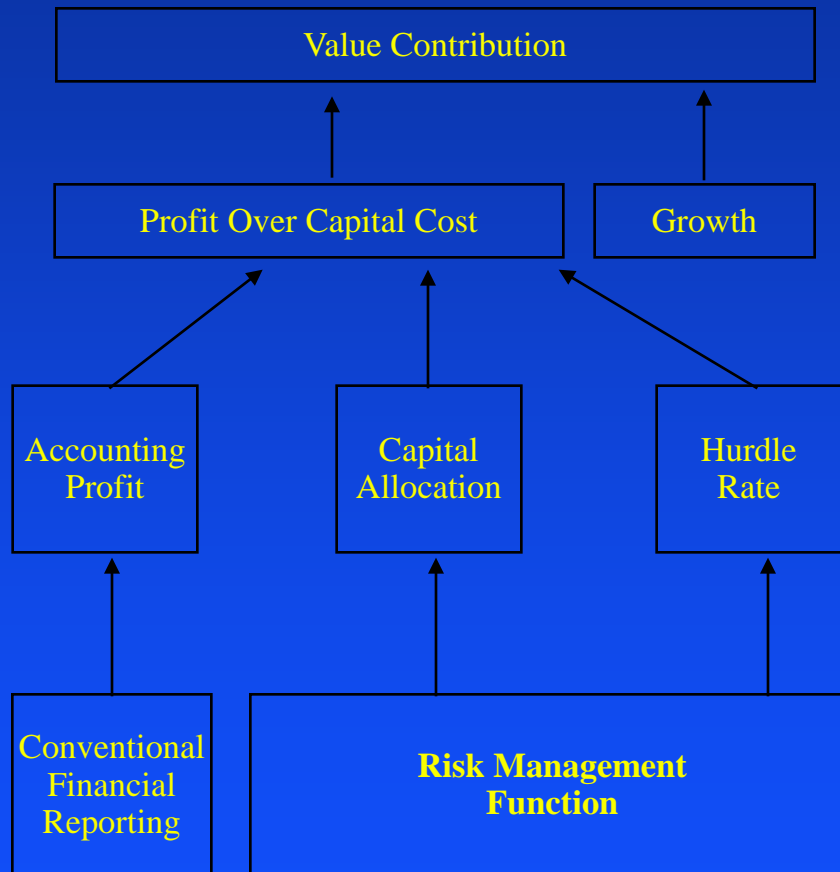 Value Contribution
Profit Over Capital Cost
Growth
Accounting
Profit
Capital
Allocation
Hurdle
Rate
Conventional
Financial
Reporting
Risk Management
Function